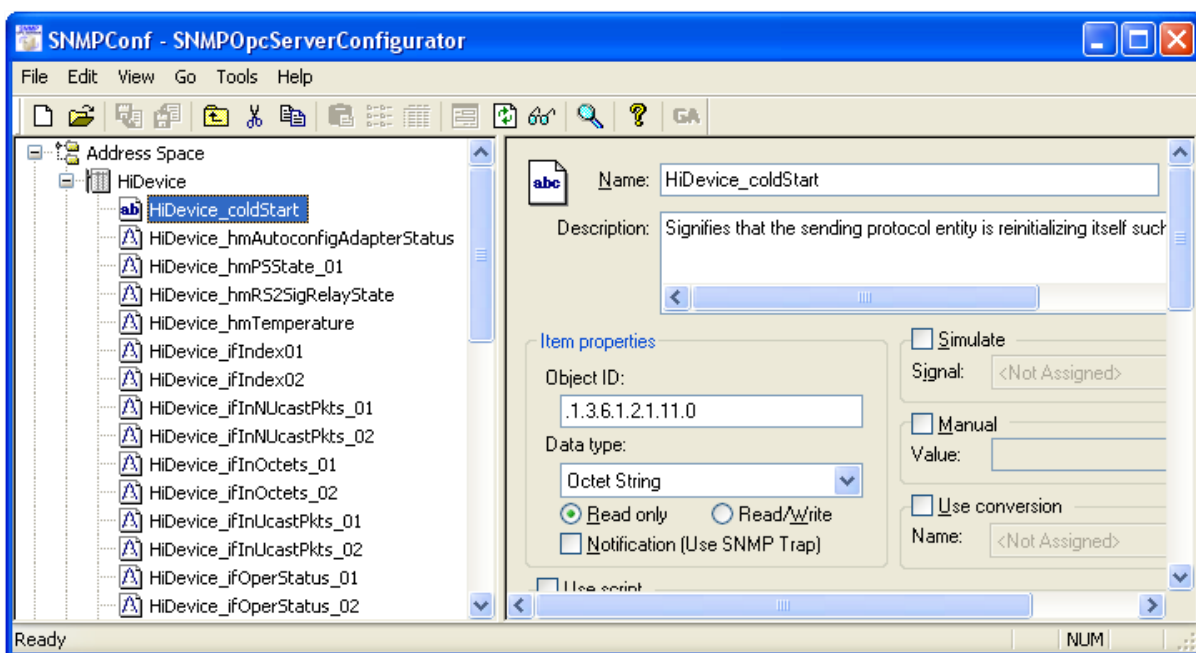 SNMPConf - SNMPOpcServerConfigurator
File Edit View Go Tools Help
GA
Address Space
HiDevice
ab HiDevice_coldStart
HiDevice_hmAutoconfigAdapterStatus
HiDevice_hmPSState_01
HiDevice_hmRS2SigRelayState
HiDevice_hmTemperature
HiDevice_ifIndex01
HiDevice_ifIndex02
HiDevice_ifInNUcastPkts_01
HiDevice_ifInNUcastPkts_02
HiDevice_ifInOctets_01
HiDevice_ifInOctets_02
HiDevice_ifInUcastPkts_01
HiDevice_ifInUcastPkts_02
HiDevice_ifOperStatus_01
HiDevice_ifOperStatus_02
abc Name: HiDevice_coldStart
Description: Signifies that the sending protocol entity is reinitializing itself such
Item properties
Object ID:
.1.3.6.1.2.1.11.0
Data type:
Octet String
Read only Read/Write
Notification (Use SNMP Trap)
Use script
Simulate
Signal: <Not Assigned>
Manual
Value:
Use conversion
Name: <Not Assigned>
Ready NUM